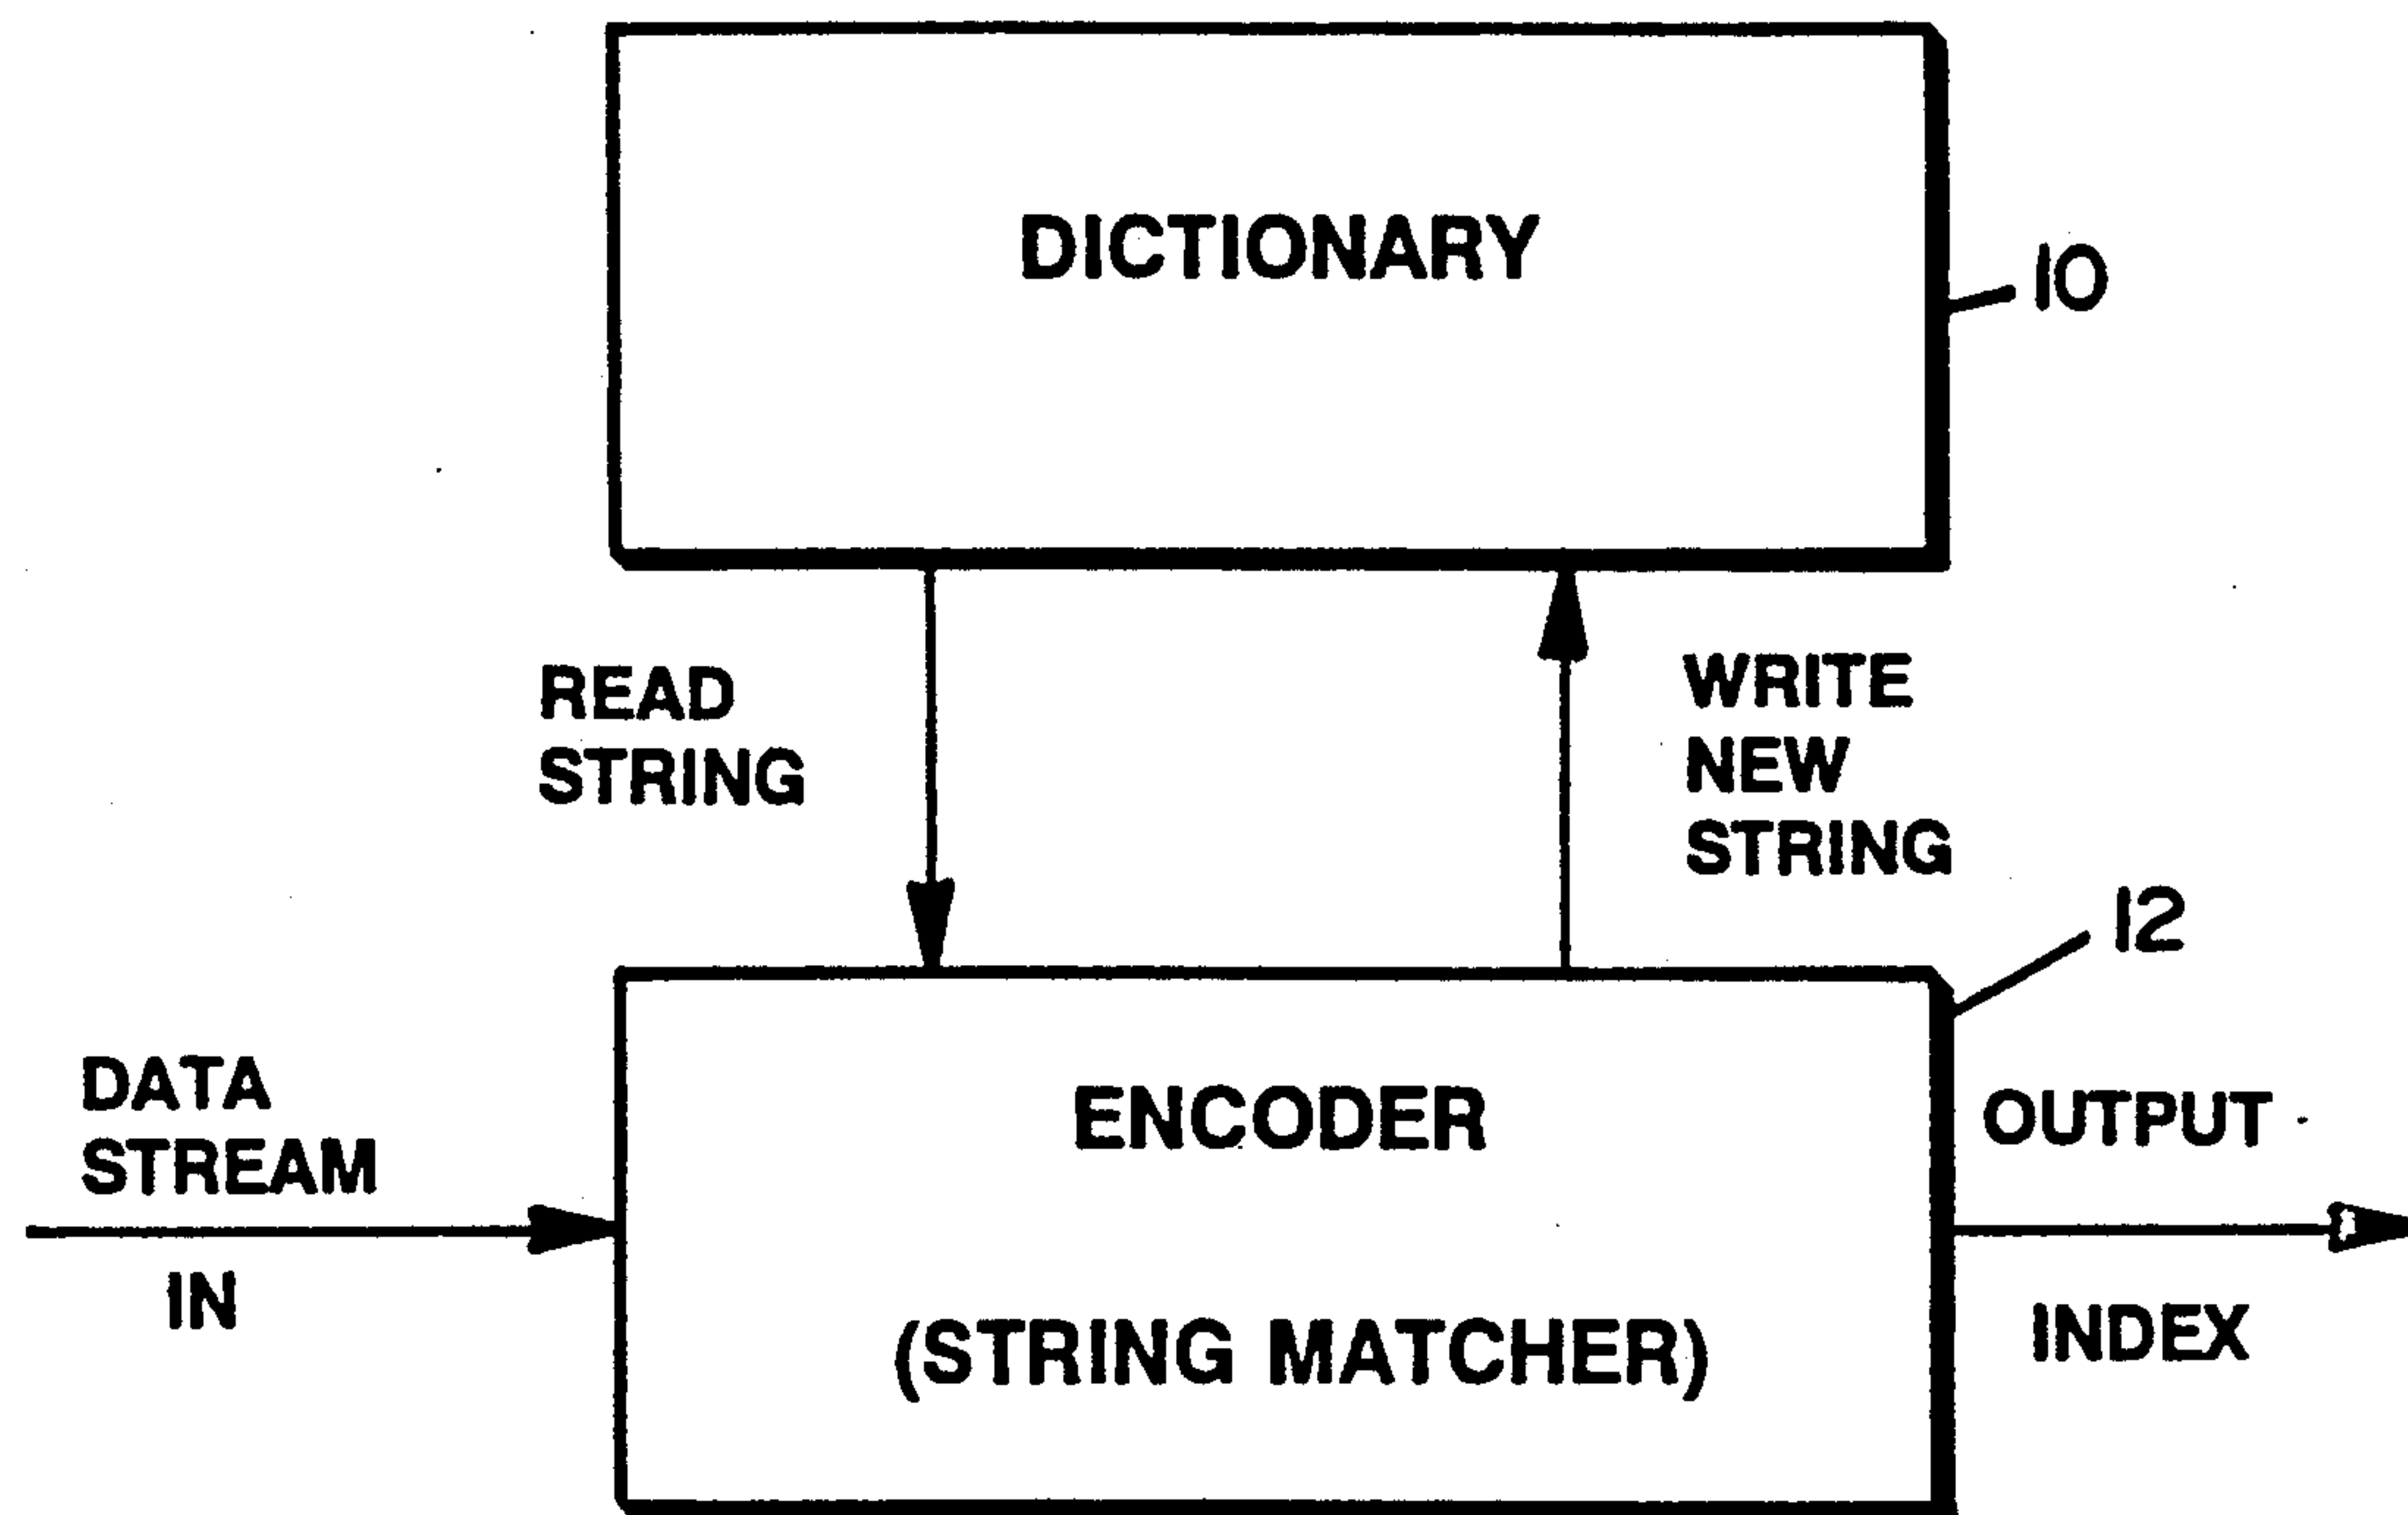 DICTIONARY
10
READ
STRING
WRITE
NEW
STRING
12
DATA
STREAM
IN
ENCODER
(STRING MATCHER)
OUTPUT
INDEX